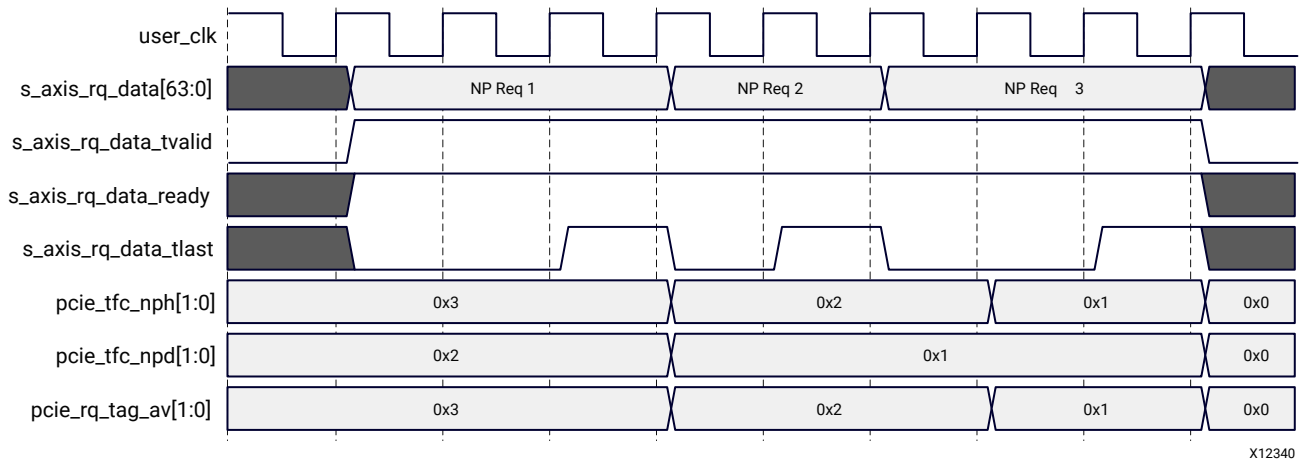 user_clk
s_axis_rq_data[63:0] NP Req 1 NP Req 2 NP Req 3
s_axis_rq_data_tvalid
s_axis_rq_data_ready
s_axis_rq_data_tlast
pcie_tfc_nph[1:0] 0x3 0x2 0x1 0x0
pcie_tfc_npd[1:0] 0x2 0x1 0x0
pcie_rq_tag_av[1:0] 0x3 0x2 0x1 0x0
X12340